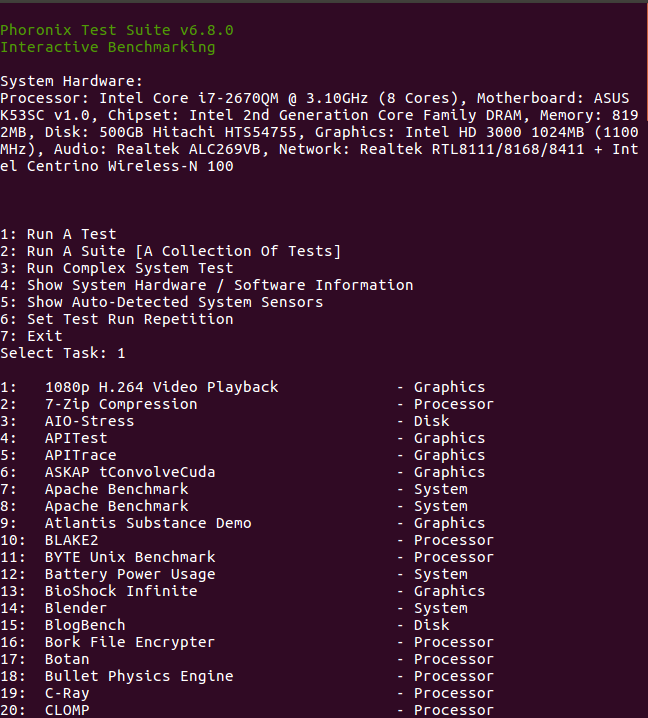 Phoronix Test Suite v6.8.0
Interactive Benchmarking
System Hardware:
Processor: Intel Core i7-2670QM @ 3.10GHz (8 Cores), Motherboard: ASUS
K53SC v1.0, Chipset: Intel 2nd Generation Core Family DRAM, Memory: 819
2MB, Disk: 500GB Hitachi HTS54755, Graphics: Intel HD 3000 1024MB (1100
MHz), Audio: Realtek ALC269VB, Network: Realtek RTL8111/8168/8411 + Int
el Centrino Wireless-N 100
1: Run A Test
2: Run A Suite [A Collection Of Tests]
3: Run Complex System Test
4: Show System Hardware / Software Information
5: Show Auto-Detected System Sensors
6: Set Test Run Repetition
7: Exit
Select Task: 1
1: 1080p H.264 Video Playback - Graphics
2: 7-Zip Compression - Processor
3: AIO-Stress - Disk
4: APITest - Graphics
5: APITrace - Graphics
6: ASKAP tConvolveCuda - Graphics
7: Apache Benchmark - System
8: Apache Benchmark - System
9: Atlantis Substance Demo - Graphics
10: BLAKE2 - Processor
11: BYTE Unix Benchmark - Processor
12: Battery Power Usage - System
13: BioShock Infinite - Graphics
14: Blender - System
15: BlogBench - Disk
16: Bork File Encrypter - Processor
17: Botan - Processor
18: Bullet Physics Engine - Processor
19: C-Ray - Processor
20: CLOMP - Processor